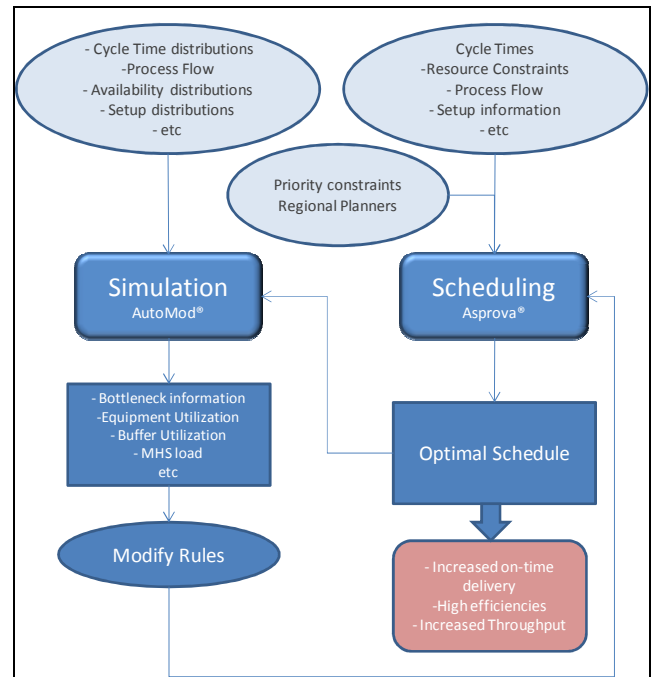 - Cycle Time distributions
-Process Flow
- Availability distributions
- Setup distributions
- etc
Cycle Times
-Resource Constraints
- Process Flow
- Setup information
- etc
Priority constraints
Regional Planners
Simulation
AutoMod®
Scheduling
Asprova®
- Bottleneck information
-Equipment Utilization
- Buffer Utilization
- MHS load
etc
Optimal Schedule
Modify Rules
- Increased on-time
delivery
-High efficiencies
- Increased Throughput